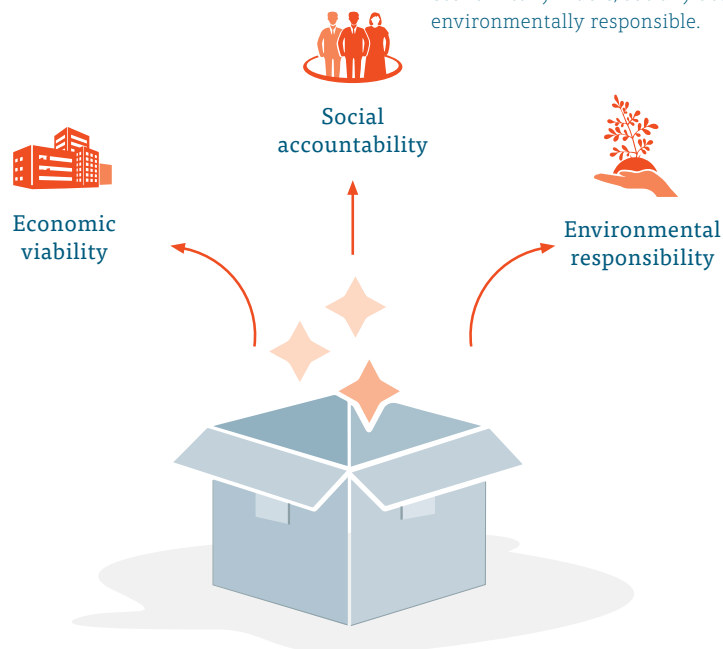 environmentally responsible.
Social
accountability
Economic
viability
Environmental
responsibility